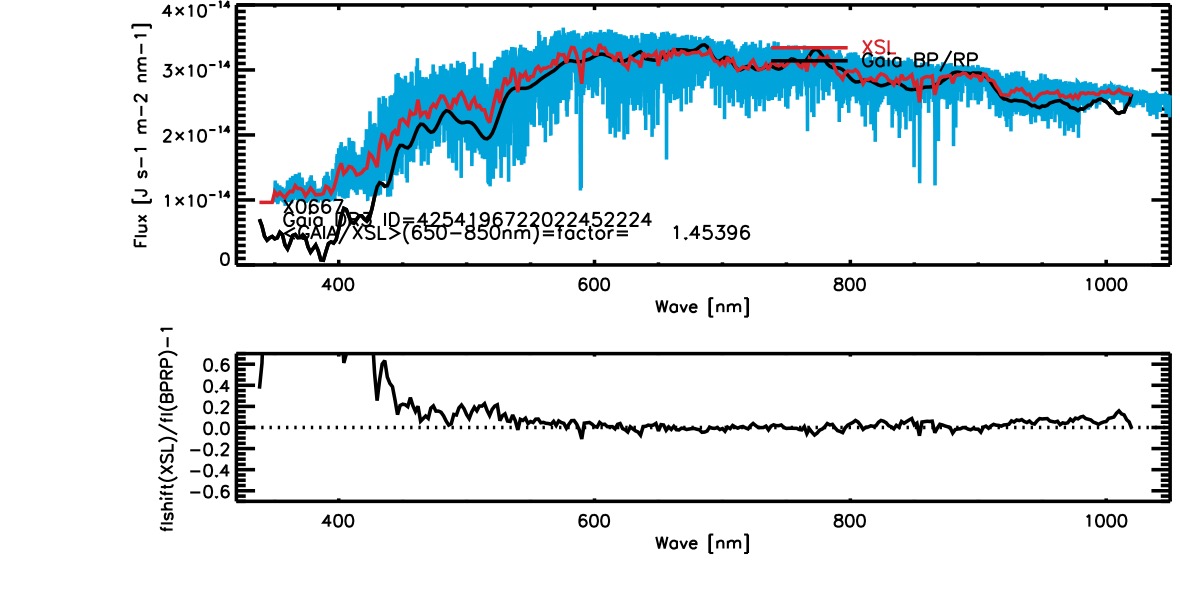 4×10−14
3×10−14
2×10−14
1×10−14
0
Flux [J s−1 m−2 nm−1]
XSL
Gaia BP/RP
X0667
Gaia DR3 ID=4254196722022452224
<GAIA/XSL>(650−850nm)=factor= 1.45396
400 600 800 1000
Wave [nm]
flshift(XSL)/fl(BPRP)−1
0.6
0.4
0.2
0.0
−0.2
−0.4
−0.6
400 600 800 1000
Wave [nm]